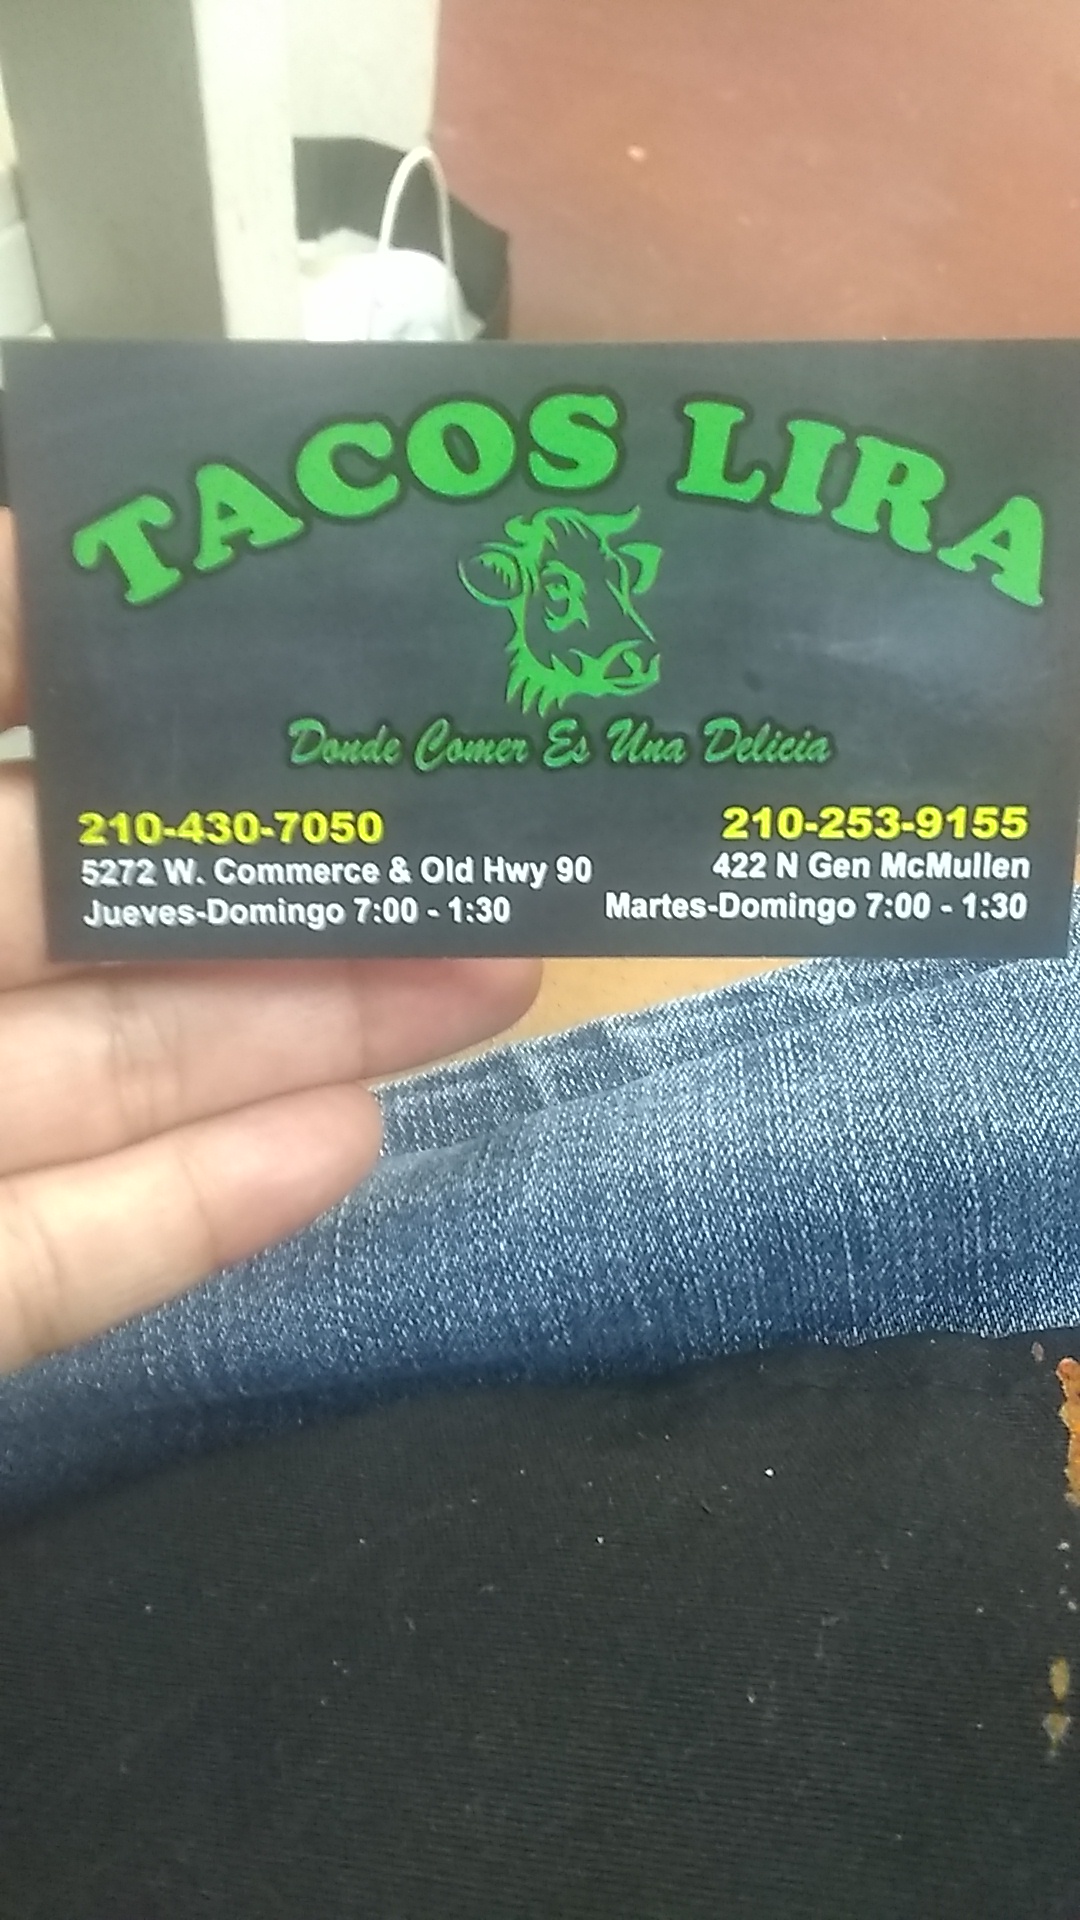 TACOS LIRA
Donde Comer Es Una Delicia
210-430-7050
5272 W. Commerce & Old Hwy 90
Jueves-Domingo 7:00 - 1:30
210-253-9155
422 N Gen McMullen
Martes-Domingo 7:00 - 1:30